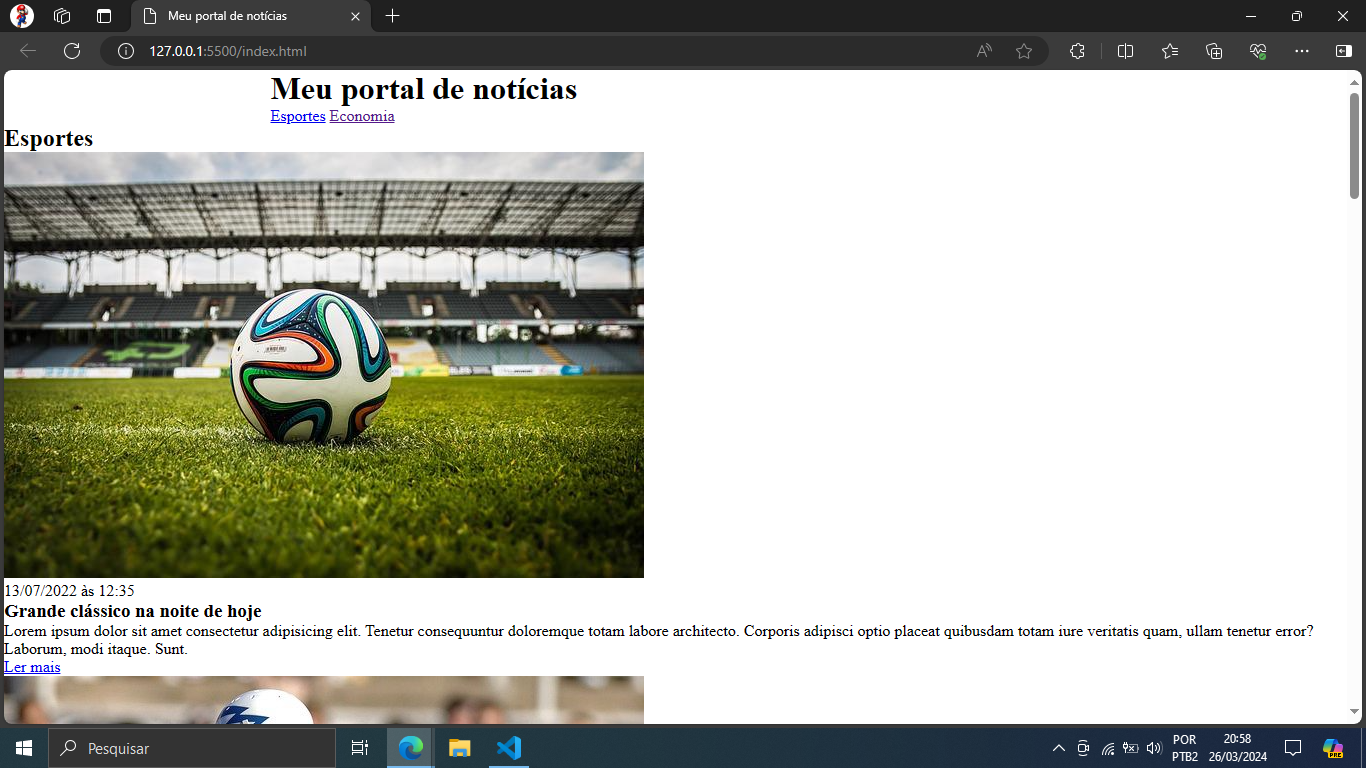 Meu portal de notícias
127.0.0.1:5500/index.html
Meu portal de notícias
Esportes Economia
Esportes
13/07/2022 às 12:35
Grande clássico na noite de hoje
Lorem ipsum dolor sit amet consectetur adipisicing elit. Tenetur consequuntur doloremque totam labore architecto. Corporis adipisci optio placeat quibusdam totam iure veritatis quam, ullam tenetur error?
Laborum, modi itaque. Sunt.
Ler mais
Pesquisar
POR
PTB2
20:58
26/03/2024
PRE